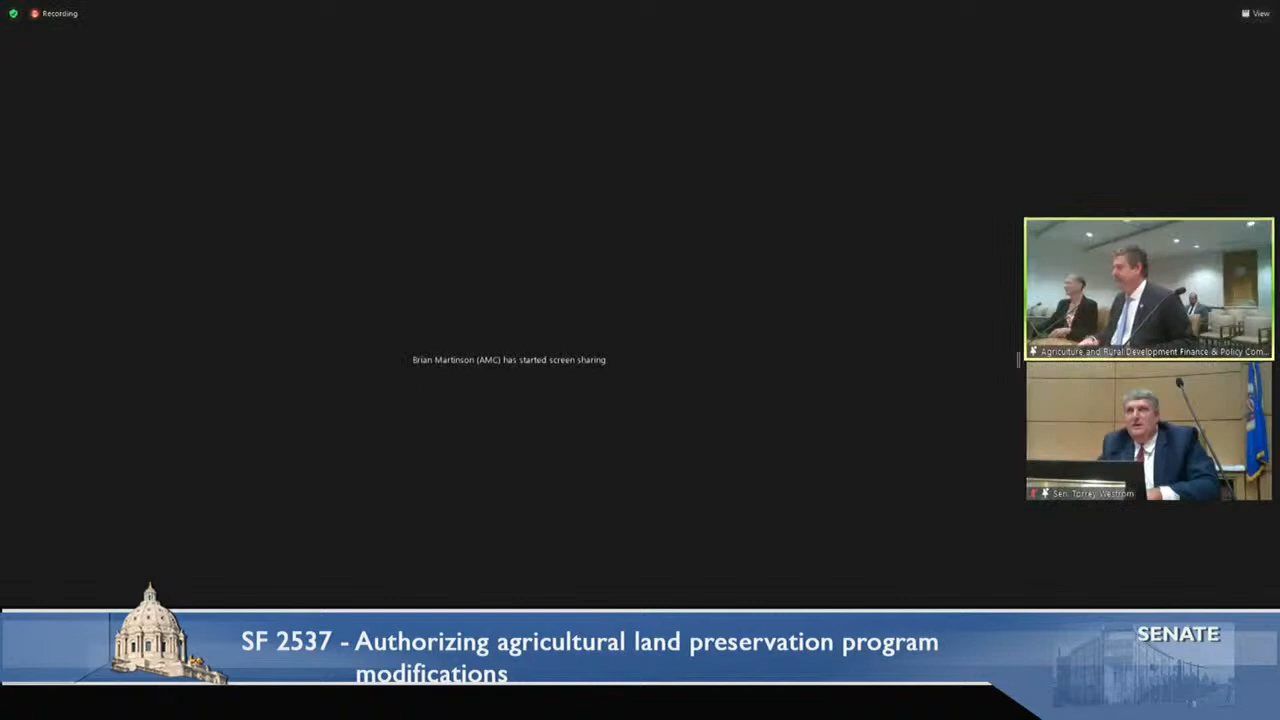 Recording
View
Brian Martinson (AMC) has started screen sharing
Agriculture and Rural Development Finance & Policy Com...
Sen. Torrey Westrom
SF 2537 - Authorizing agricultural land preservation program
modifications
SENATE